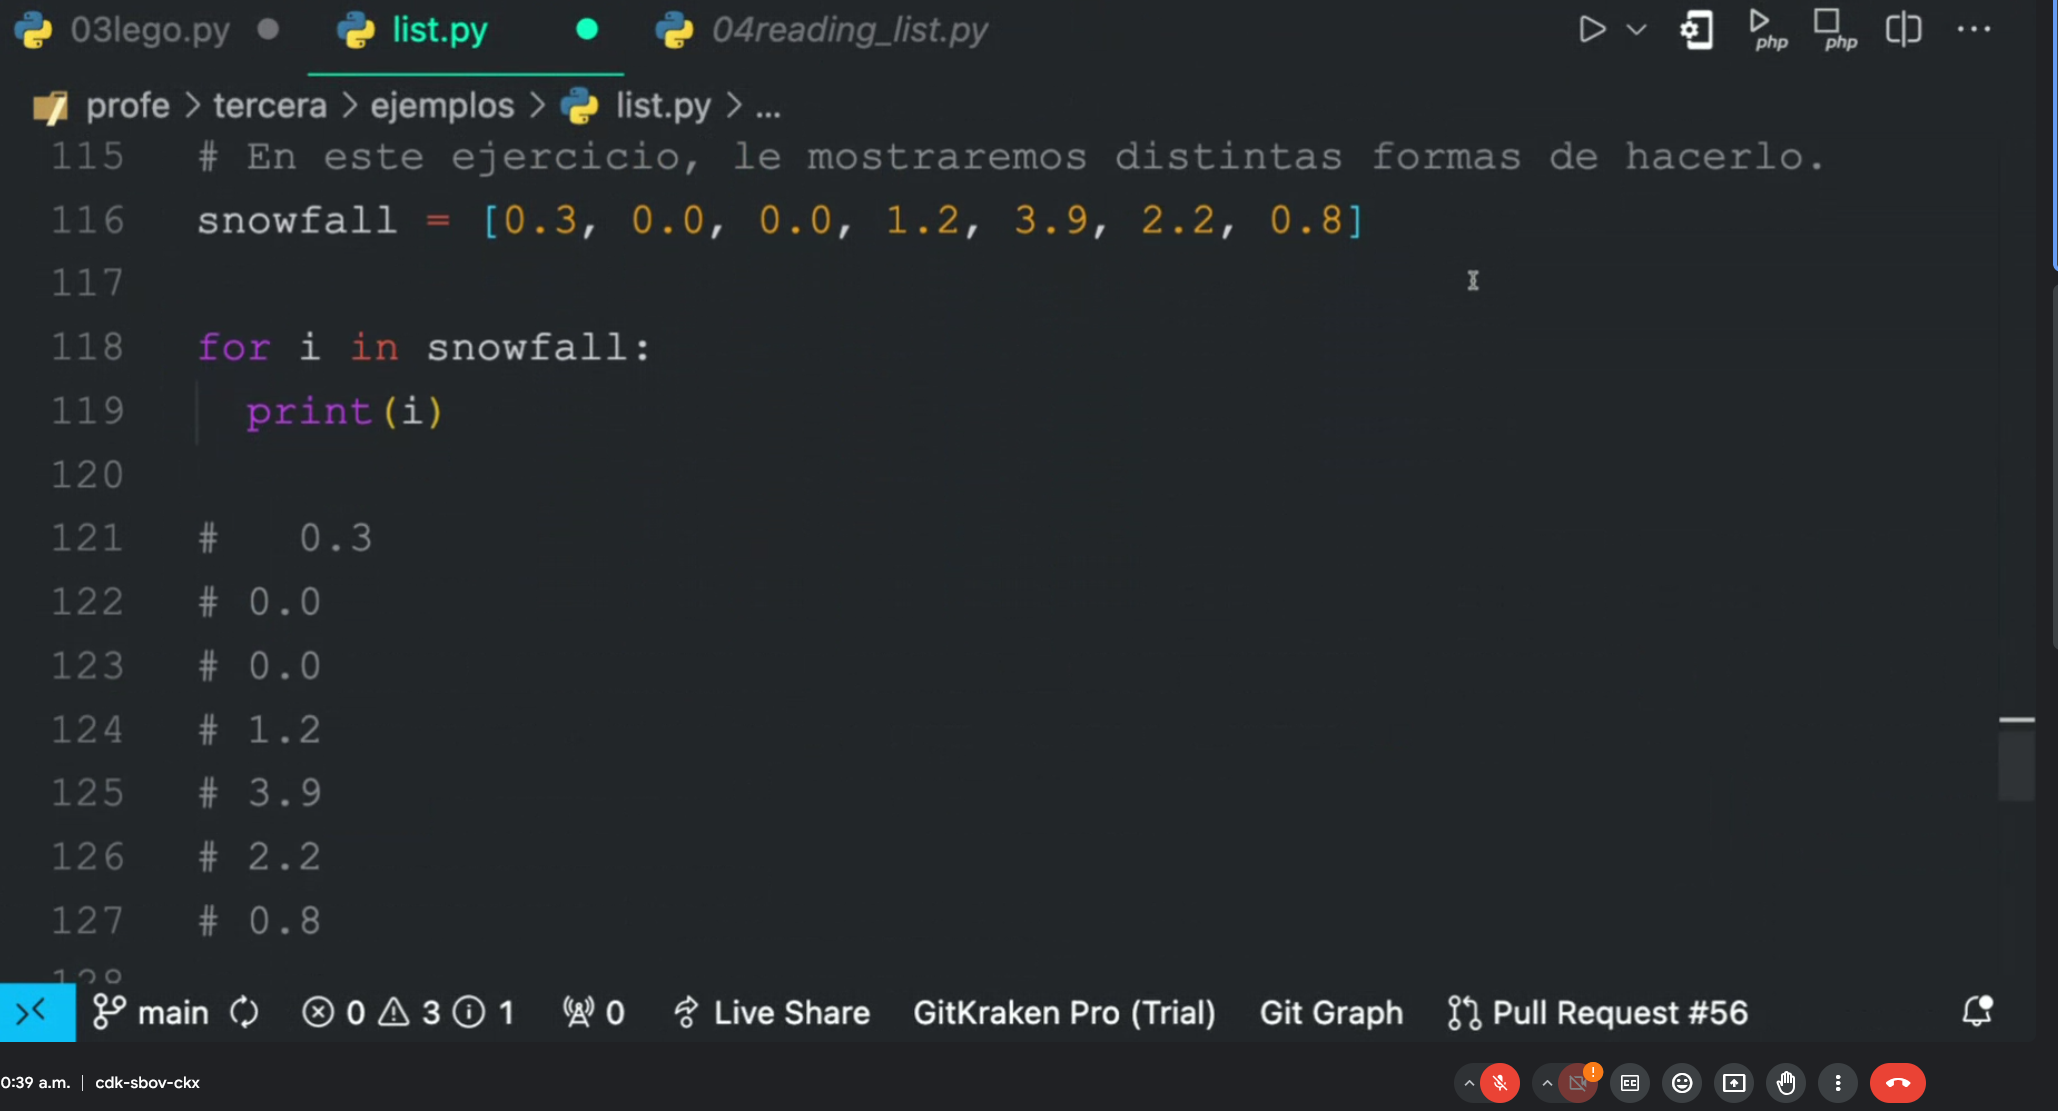 03lego.py list.py 04reading_list.py php php
profe > tercera > ejemplos > list.py > ...
115 # En este ejercicio, le mostraremos distintas formas de hacerlo.
116 snowfall = [0.3, 0.0, 0.0, 1.2, 3.9, 2.2, 0.8]
117
118 for i in snowfall:
119 print(i)
120
121 # 0.3
122 # 0.0
123 # 0.0
124 # 1.2
125 # 3.9
126 # 2.2
127 # 0.8
128
main 0 3 1 0 Live Share GitKraken Pro (Trial) Git Graph Pull Request #56
0:39 a.m. | cdk-sbov-ckx